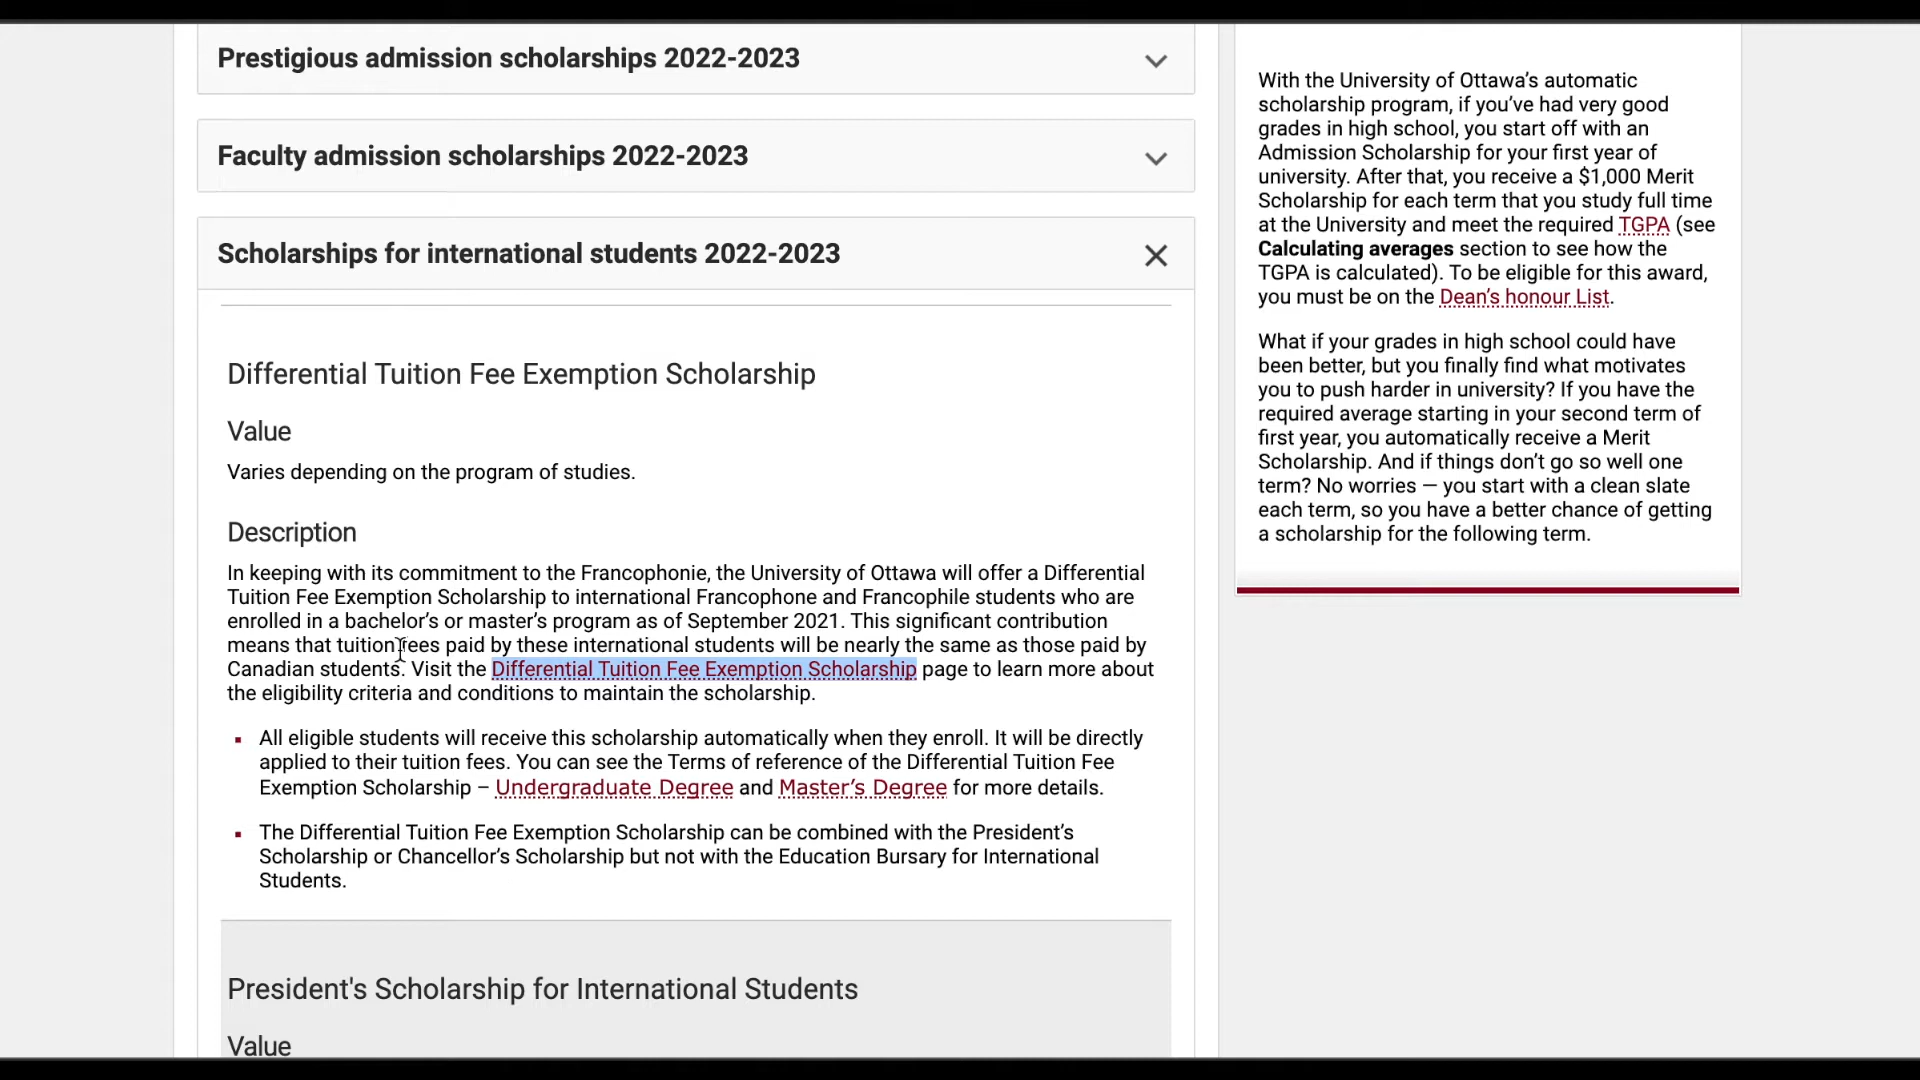 Prestigious admission scholarships 2022-2023
Faculty admission scholarships 2022-2023
Scholarships for international students 2022-2023
Differential Tuition Fee Exemption Scholarship
Value
Varies depending on the program of studies.
Description
In keeping with its commitment to the Francophonie, the University of Ottawa will offer a Differential
Tuition Fee Exemption Scholarship to international Francophone and Francophile students who are
enrolled in a bachelor’s or master’s program as of September 2021. This significant contribution
means that tuition fees paid by these international students will be nearly the same as those paid by
Canadian students. Visit the Differential Tuition Fee Exemption Scholarship page to learn more about
the eligibility criteria and conditions to maintain the scholarship.
▪ All eligible students will receive this scholarship automatically when they enroll. It will be directly
applied to their tuition fees. You can see the Terms of reference of the Differential Tuition Fee
Exemption Scholarship – Undergraduate Degree and Master’s Degree for more details.
▪ The Differential Tuition Fee Exemption Scholarship can be combined with the President’s
Scholarship or Chancellor’s Scholarship but not with the Education Bursary for International
Students.
President's Scholarship for International Students
Value
With the University of Ottawa’s automatic
scholarship program, if you’ve had very good
grades in high school, you start off with an
Admission Scholarship for your first year of
university. After that, you receive a $1,000 Merit
Scholarship for each term that you study full time
at the University and meet the required TGPA (see
Calculating averages section to see how the
TGPA is calculated). To be eligible for this award,
you must be on the Dean’s honour List.
What if your grades in high school could have
been better, but you finally find what motivates
you to push harder in university? If you have the
required average starting in your second term of
first year, you automatically receive a Merit
Scholarship. And if things don’t go so well one
term? No worries — you start with a clean slate
each term, so you have a better chance of getting
a scholarship for the following term.